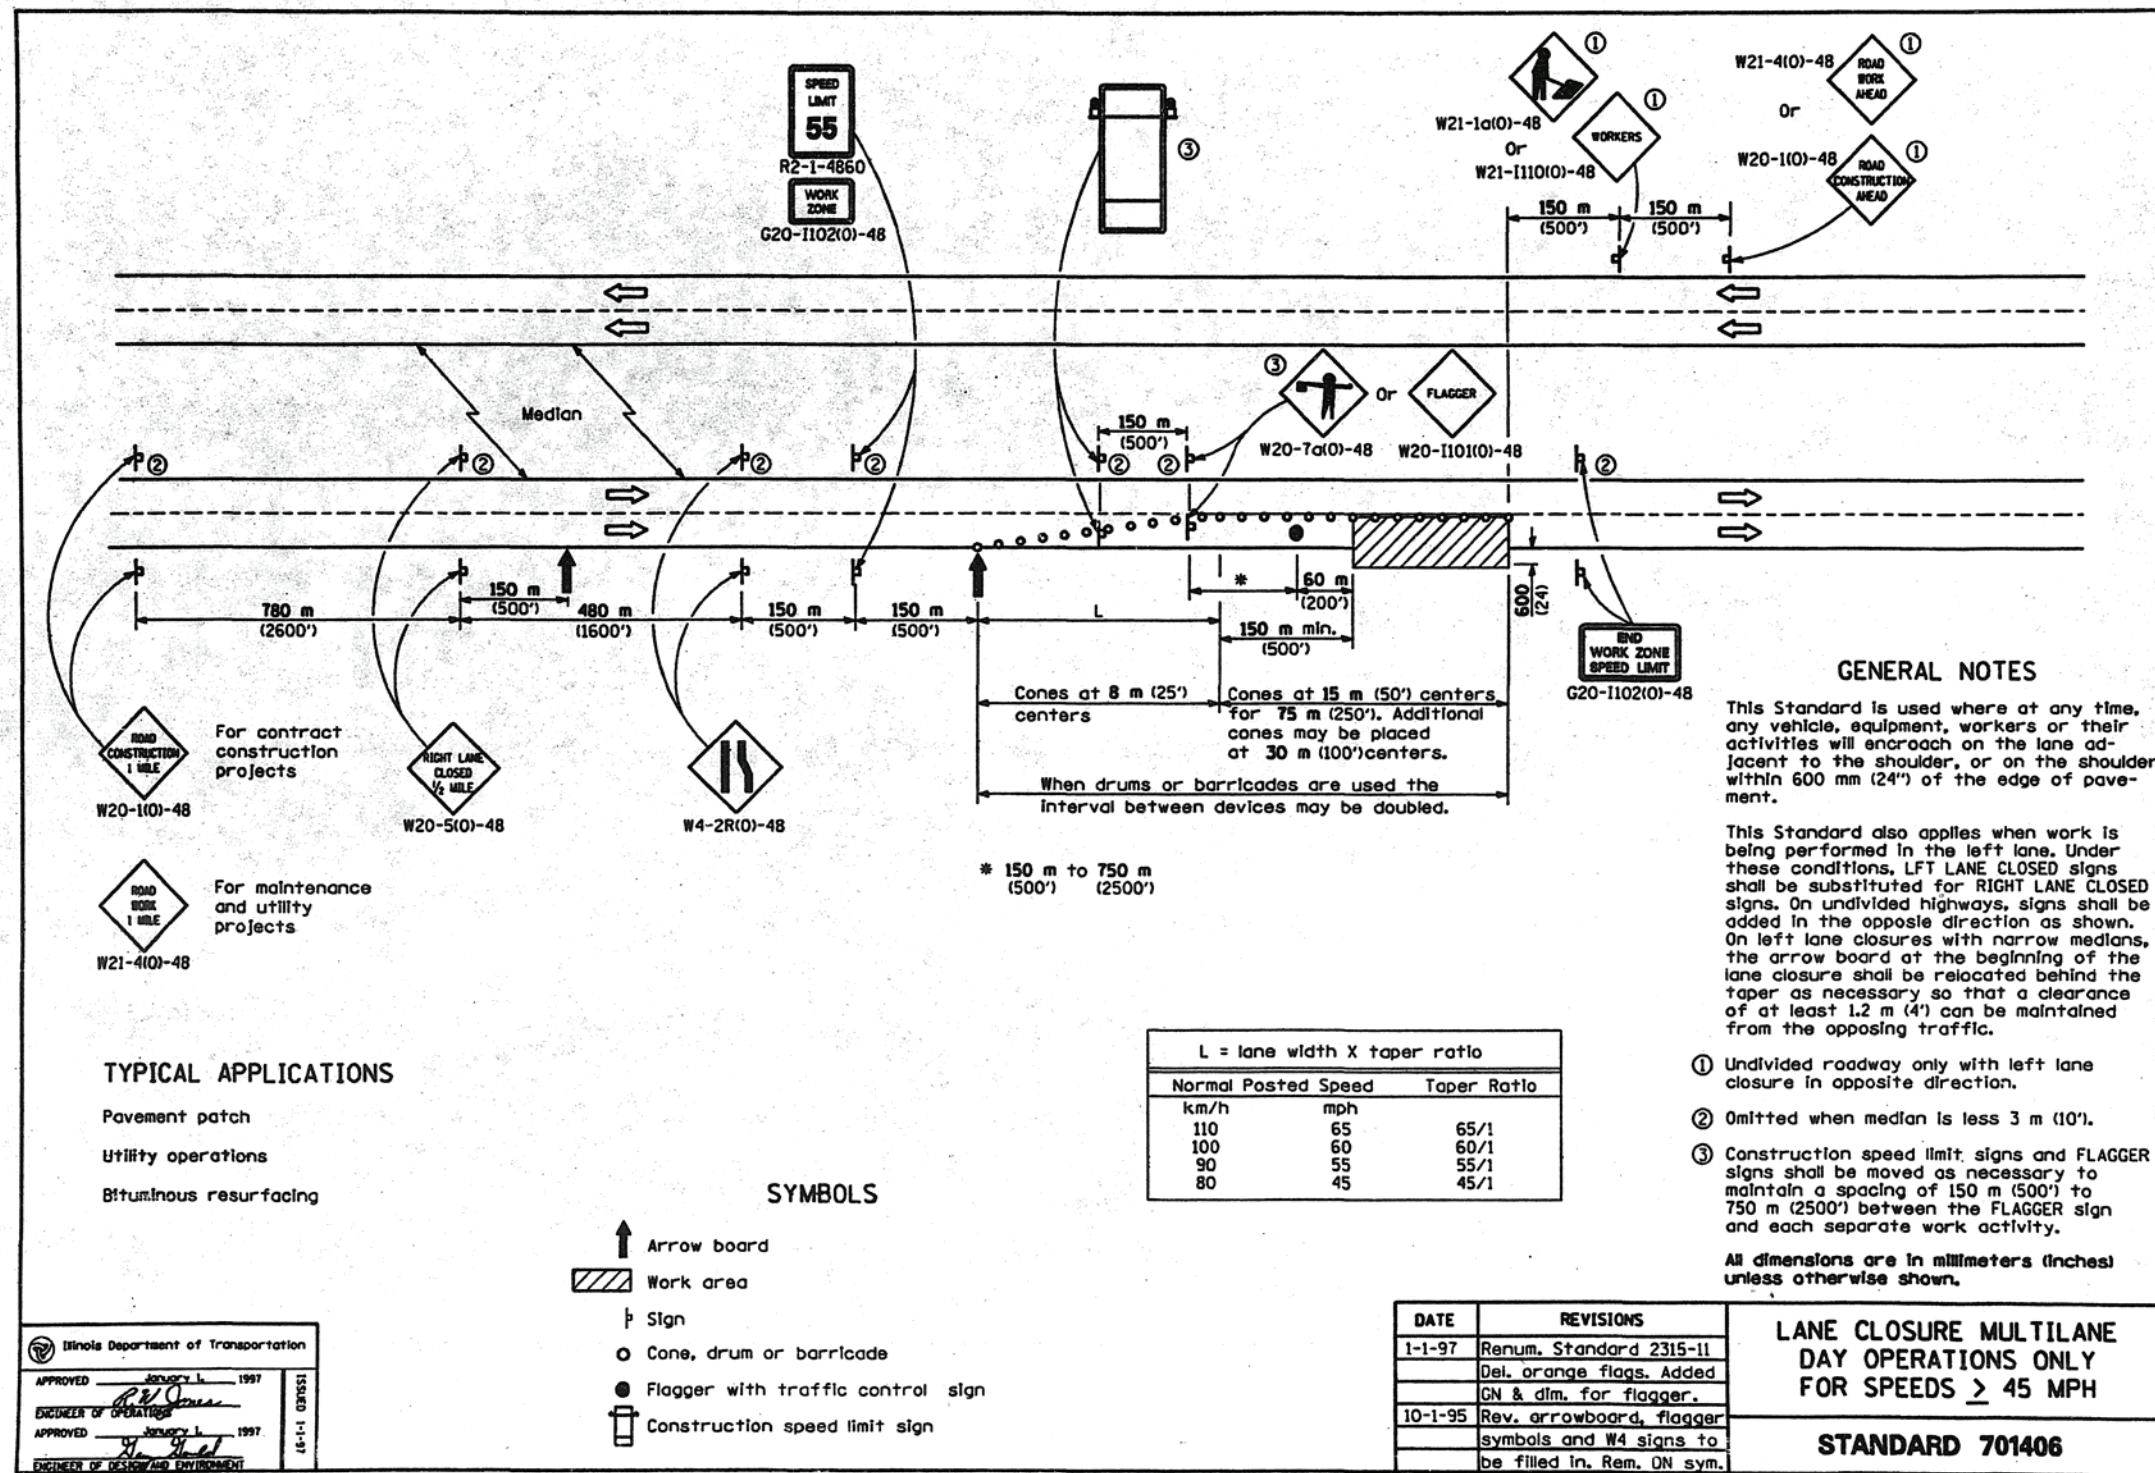 SPEED
LIMIT
55
R2-1-4860
WORK
ZONE
G20-I102(0)-48
③
①
W21-1a(0)-48
Or
W21-I110(0)-48
WORKERS
①
W21-4(0)-48
ROAD
WORK
AHEAD
①
Or
W20-1(0)-48
ROAD
CONSTRUCTION
AHEAD
①
150 m
(500')
150 m
(500')
Median
③
Or
FLAGGER
W20-7a(0)-48
W20-I101(0)-48
150 m
(500')
②
②
②
②
②
②
②
150 m
(500')
780 m
(2600')
480 m
(1600')
150 m
(500')
150 m
(500')
L
*
60 m
(200')
150 m min.
(500')
600
(24)
END
WORK ZONE
SPEED LIMIT
G20-I102(0)-48
Cones at 8 m (25')
centers
Cones at 15 m (50') centers
for 75 m (250'). Additional
cones may be placed
at 30 m (100')centers.
When drums or barricades are used the
interval between devices may be doubled.
* 150 m to 750 m
(500') (2500')
ROAD
CONSTRUCTION
1 MILE
W20-1(0)-48
For contract
construction
projects
RIGHT LANE
CLOSED
½ MILE
W20-5(0)-48
W4-2R(0)-48
ROAD
WORK
1 MILE
W21-4(0)-48
For maintenance
and utility
projects
GENERAL NOTES
This Standard is used where at any time,
any vehicle, equipment, workers or their
activities will encroach on the lane ad-
jacent to the shoulder, or on the shoulder
within 600 mm (24") of the edge of pave-
ment.
This Standard also applies when work is
being performed in the left lane. Under
these conditions, LFT LANE CLOSED signs
shall be substituted for RIGHT LANE CLOSED
signs. On undivided highways, signs shall be
added in the opposie direction as shown.
On left lane closures with narrow medians,
the arrow board at the beginning of the
lane closure shall be relocated behind the
taper as necessary so that a clearance
of at least 1.2 m (4') can be maintained
from the opposing traffic.
① Undivided roadway only with left lane
closure in opposite direction.
② Omitted when median is less 3 m (10').
③ Construction speed limit signs and FLAGGER
signs shall be moved as necessary to
maintain a spacing of 150 m (500') to
750 m (2500') between the FLAGGER sign
and each separate work activity.
All dimensions are in millimeters (inches)
unless otherwise shown.
TYPICAL APPLICATIONS
Pavement patch
Utility operations
Bituminous resurfacing
SYMBOLS
Arrow board
Work area
Sign
Cone, drum or barricade
Flagger with traffic control sign
Construction speed limit sign
L = lane width X taper ratio
Normal Posted Speed Taper Ratio
km/h mph
110 65 65/1
100 60 60/1
90 55 55/1
80 45 45/1
Illinois Department of Transportation
APPROVED January 1, 1997
R.W. Jones
ENGINEER OF OPERATIONS
APPROVED January 1, 1997
ENGINEER OF DESIGN AND ENVIRONMENT
ISSUED 1-1-97
DATE REVISIONS
1-1-97 Renum. Standard 2315-11
Del. orange flags. Added
GN & dim. for flagger.
10-1-95 Rev. arrowboard, flagger
symbols and W4 signs to
be filled in. Rem. ON sym.
LANE CLOSURE MULTILANE
DAY OPERATIONS ONLY
FOR SPEEDS ≥ 45 MPH
STANDARD 701406